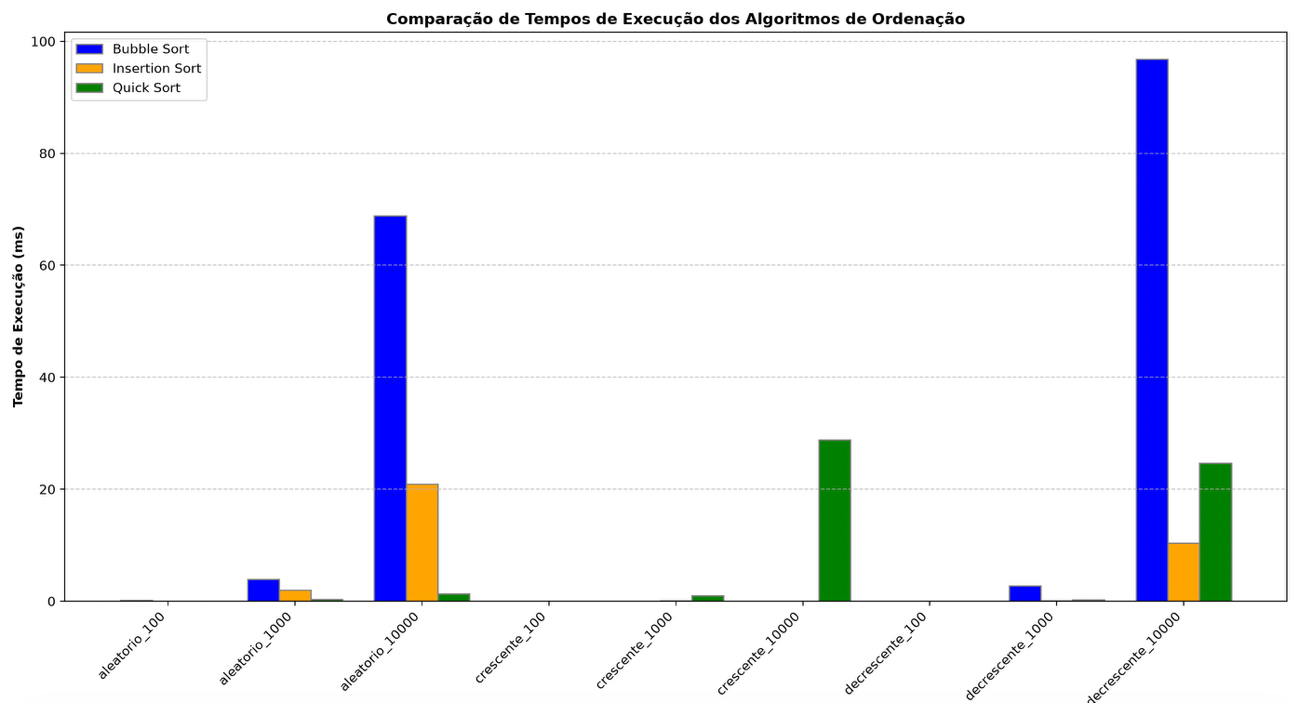 Comparação de Tempos de Execução dos Algoritmos de Ordenação
100
80
60
40
20
0
Tempo de Execução (ms)
Bubble Sort
Insertion Sort
Quick Sort
aleatorio_100
aleatorio_1000
aleatorio_10000
crescente_100
crescente_1000
crescente_10000
decrescente_100
decrescente_1000
decrescente_10000